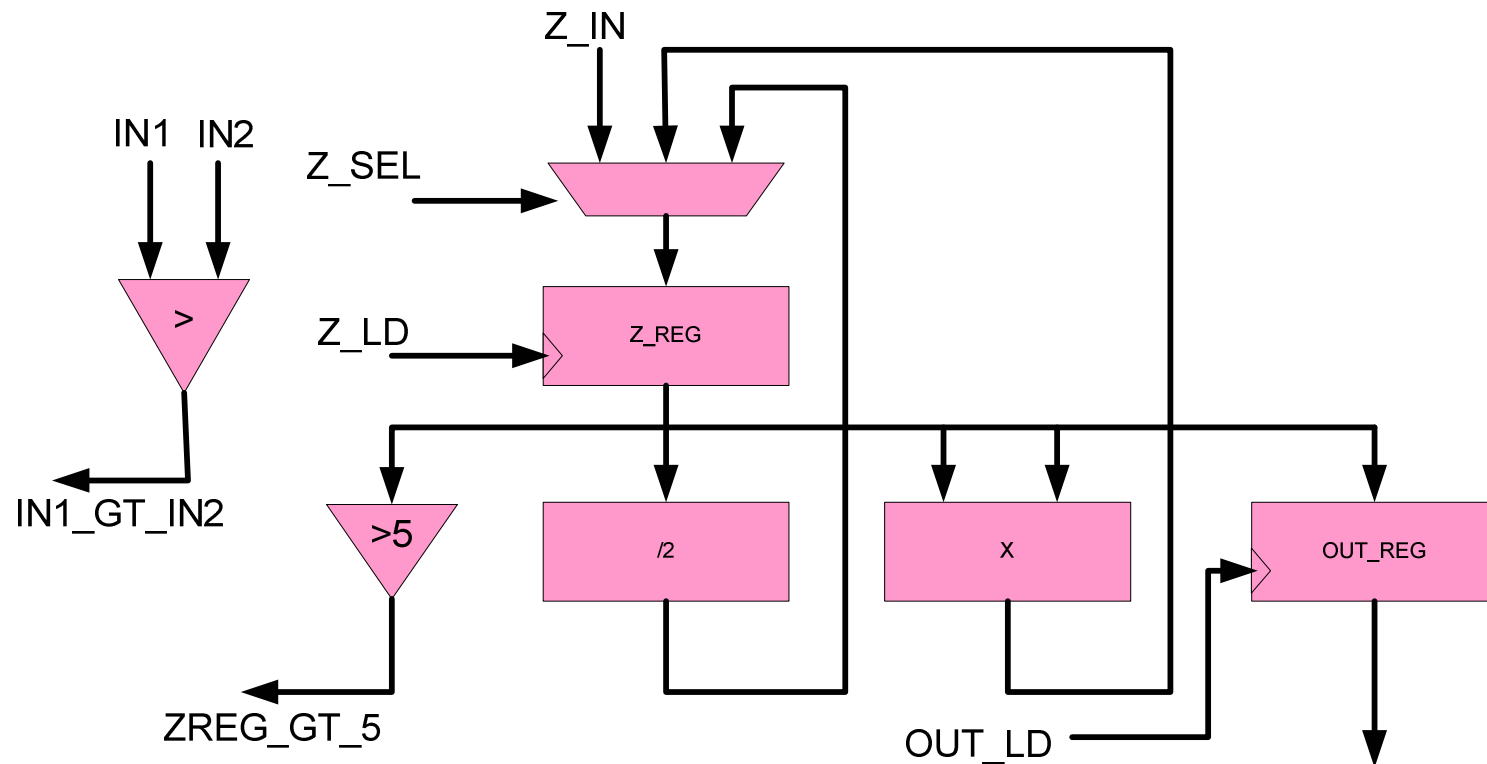 Z_IN
IN1 IN2
Z_SEL
>
Z_LD
Z_REG
IN1_GT_IN2
>5
/2
X
OUT_REG
ZREG_GT_5
OUT_LD